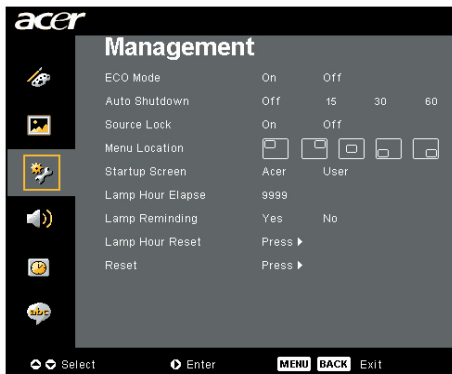 acer
Management
ECO Mode On Off
Auto Shutdown Off 15 30 60
Source Lock On Off
Menu Location
Startup Screen Acer User
Lamp Hour Elapse 9999
Lamp Reminding Yes No
Lamp Hour Reset Press
Reset Press
abc
Select Enter MENU BACK Exit